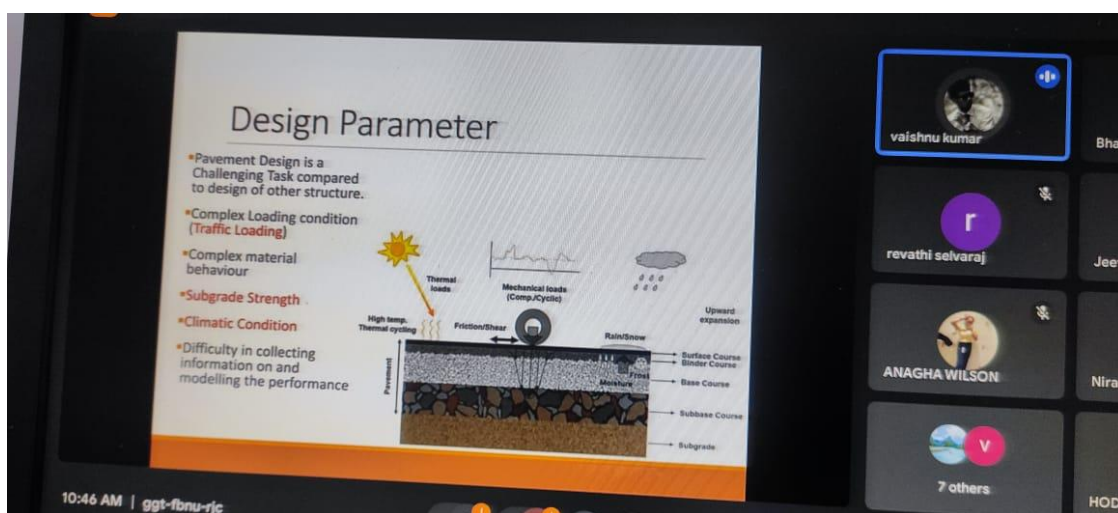 Design Parameter
▪Pavement Design is a
Challenging Task compared
to design of other structure.
▪Complex Loading condition
(Traffic Loading)
▪Complex material
behaviour
▪Subgrade Strength
▪Climatic Condition
▪Difficulty in collecting
information on and
modelling the performance
Thermal
loads
Mechanical loads
(Comp./Cyclic)
Upward
expansion
High temp.
Thermal cycling
Friction/Shear
Rain/Snow
Pavement
Moisture
Frost
Surface Course
Binder Course
Base Course
Subbase Course
Subgrade
vaishnu kumar
Bha
r
revathi selvaraj
Jee
ANAGHA WILSON
Nira
V
7 others
HOD
10:46 AM | ggt-fbnu-rjc